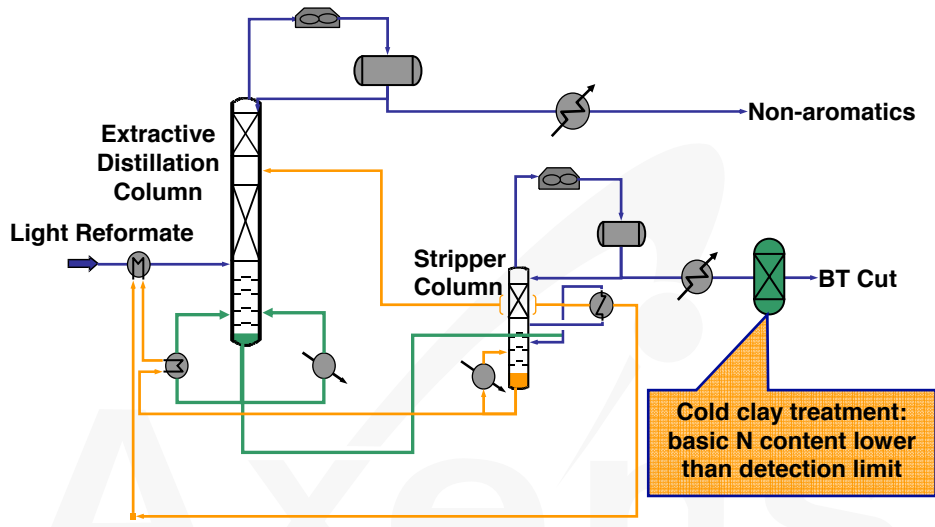 Extractive
Distillation
Column
Non-aromatics
Light Reformate
Stripper
Column
BT Cut
Cold clay treatment:
basic N content lower
than detection limit
Axens